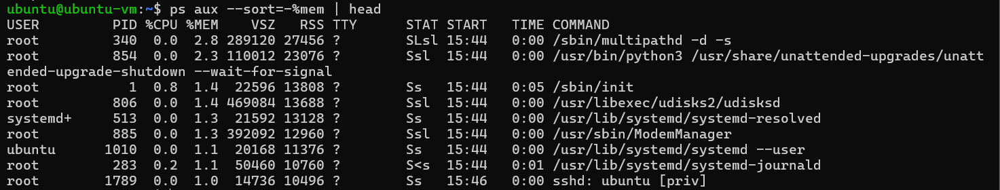 ubuntu@ubuntu-vm:~$ ps aux --sort=-%mem | head
USER         PID %CPU %MEM    VSZ   RSS TTY      STAT START   TIME COMMAND
root         340  0.0  2.8 289120 27456 ?        SLsl 15:44   0:00 /sbin/multipathd -d -s
root         854  0.0  2.3 110012 23076 ?        Ssl  15:44   0:00 /usr/bin/python3 /usr/share/unattended-upgrades/unatt
ended-upgrade-shutdown --wait-for-signal
root           1  0.8  1.4  22596 13808 ?        Ss   15:44   0:05 /sbin/init
root         806  0.0  1.4 469084 13688 ?        Ssl  15:44   0:00 /usr/libexec/udisks2/udisksd
systemd+     513  0.0  1.3  21592 13128 ?        Ss   15:44   0:00 /usr/lib/systemd/systemd-resolved
root         885  0.0  1.3 392092 12960 ?        Ssl  15:44   0:00 /usr/sbin/ModemManager
ubuntu      1010  0.0  1.1  20168 11376 ?        Ss   15:44   0:00 /usr/lib/systemd/systemd --user
root         283  0.2  1.1  50460 10760 ?        S<s  15:44   0:01 /usr/lib/systemd/systemd-journald
root        1789  0.0  1.0  14736 10496 ?        Ss   15:46   0:00 sshd: ubuntu [priv]